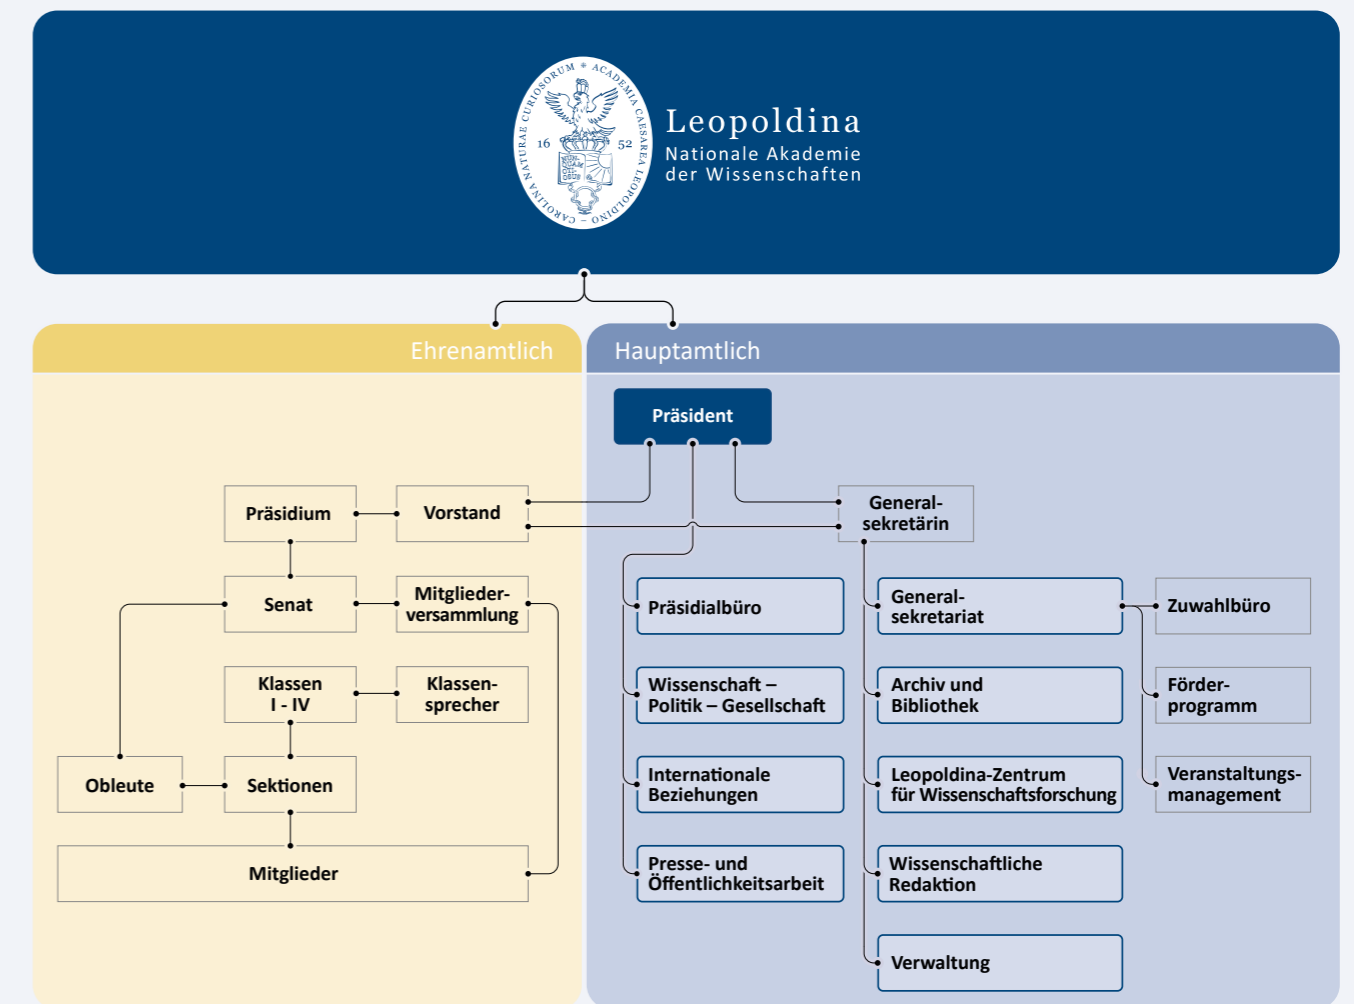 CAROLINA NATURAE CURIOSORUM * ACADEMIA CAESAREA LEOPOLDINO –
16 52
Leopoldina
Nationale Akademie
der Wissenschaften
Ehrenamtlich
Hauptamtlich
Präsident
Präsidium
Vorstand
General-
sekretärin
Senat
Mitglieder-
versammlung
Präsidialbüro
General-
sekretariat
Zuwahlbüro
Klassen
I - IV
Klassen-
sprecher
Wissenschaft –
Politik – Gesellschaft
Archiv und
Bibliothek
Förder-
programm
Obleute
Sektionen
Internationale
Beziehungen
Leopoldina-Zentrum
für Wissenschaftsforschung
Veranstaltungs-
management
Mitglieder
Presse- und
Öffentlichkeitsarbeit
Wissenschaftliche
Redaktion
Verwaltung